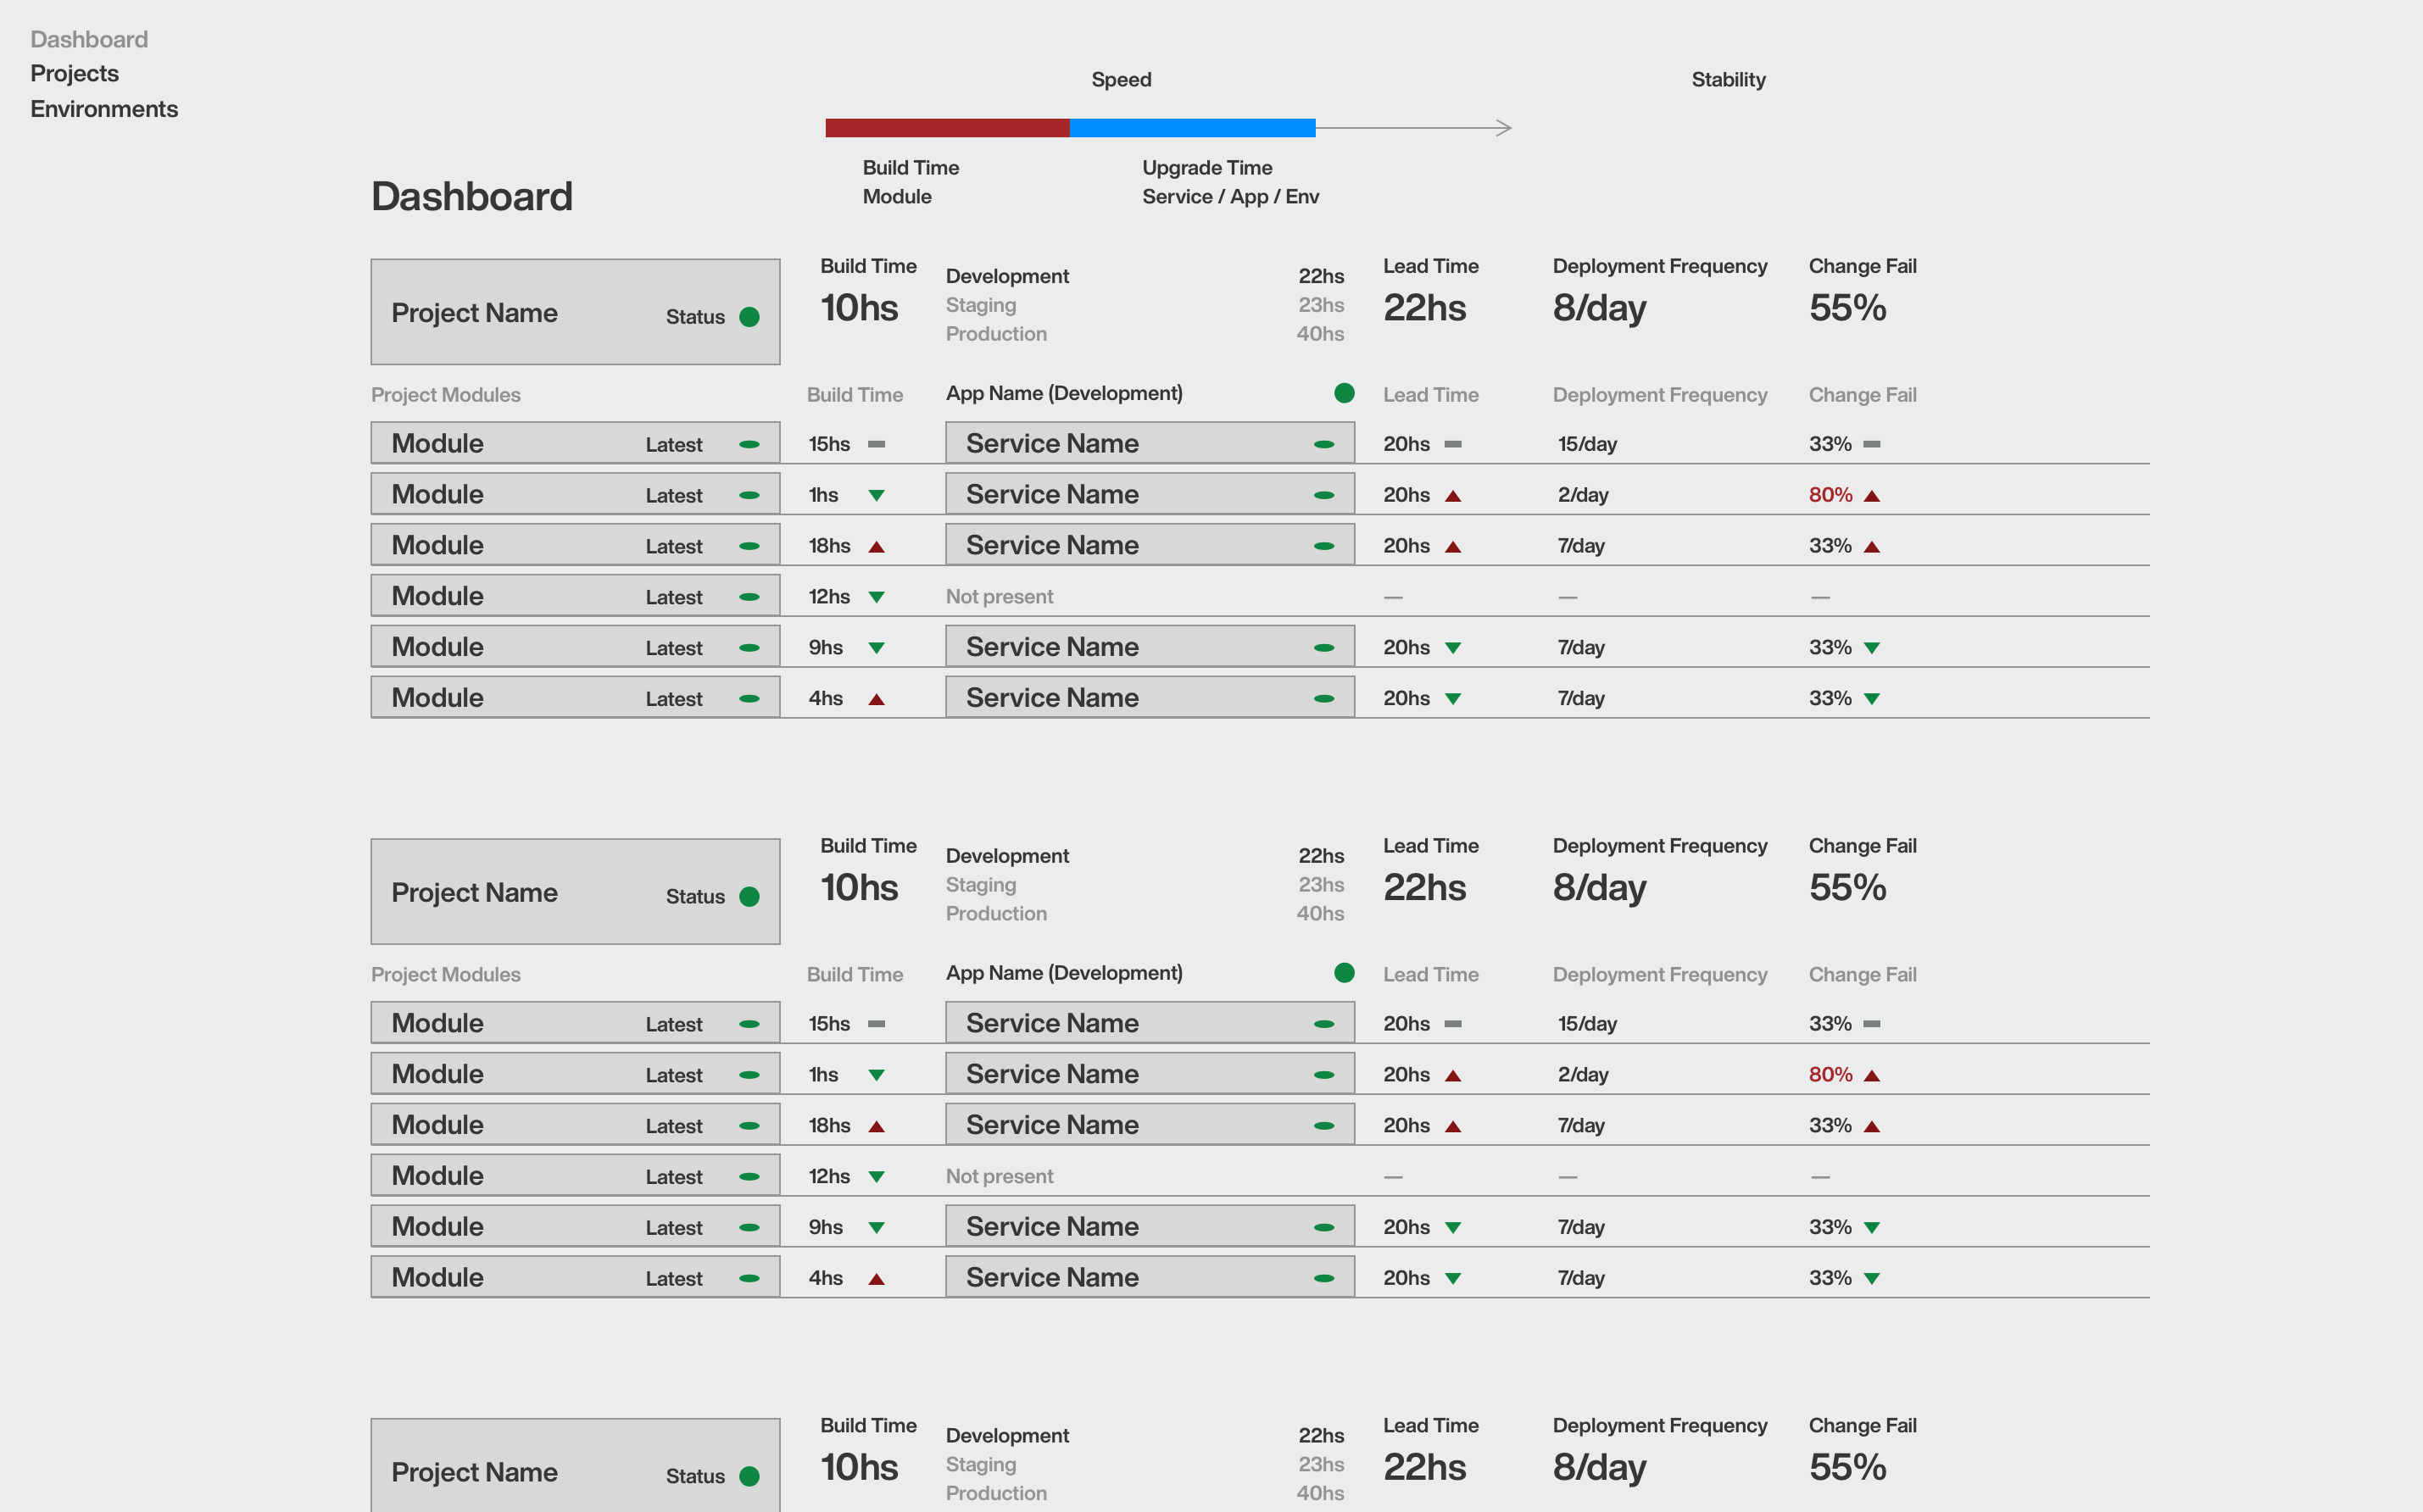 Dashboard
Projects
Environments
Speed
Stability
Build Time
Module
Upgrade Time
Service / App / Env
Dashboard
Project Name Status
Build Time
10hs
Development 22hs
Staging 23hs
Production 40hs
Lead Time
22hs
Deployment Frequency
8/day
Change Fail
55%
Project Modules Build Time App Name (Development) Lead Time Deployment Frequency Change Fail
Module Latest 15hs Service Name 20hs 15/day 33%
Module Latest 1hs Service Name 20hs 2/day 80%
Module Latest 18hs Service Name 20hs 7/day 33%
Module Latest 12hs Not present — — —
Module Latest 9hs Service Name 20hs 7/day 33%
Module Latest 4hs Service Name 20hs 7/day 33%
Project Name Status
Build Time
10hs
Development 22hs
Staging 23hs
Production 40hs
Lead Time
22hs
Deployment Frequency
8/day
Change Fail
55%
Project Modules Build Time App Name (Development) Lead Time Deployment Frequency Change Fail
Module Latest 15hs Service Name 20hs 15/day 33%
Module Latest 1hs Service Name 20hs 2/day 80%
Module Latest 18hs Service Name 20hs 7/day 33%
Module Latest 12hs Not present — — —
Module Latest 9hs Service Name 20hs 7/day 33%
Module Latest 4hs Service Name 20hs 7/day 33%
Project Name Status
Build Time
10hs
Development 22hs
Staging 23hs
Production 40hs
Lead Time
22hs
Deployment Frequency
8/day
Change Fail
55%